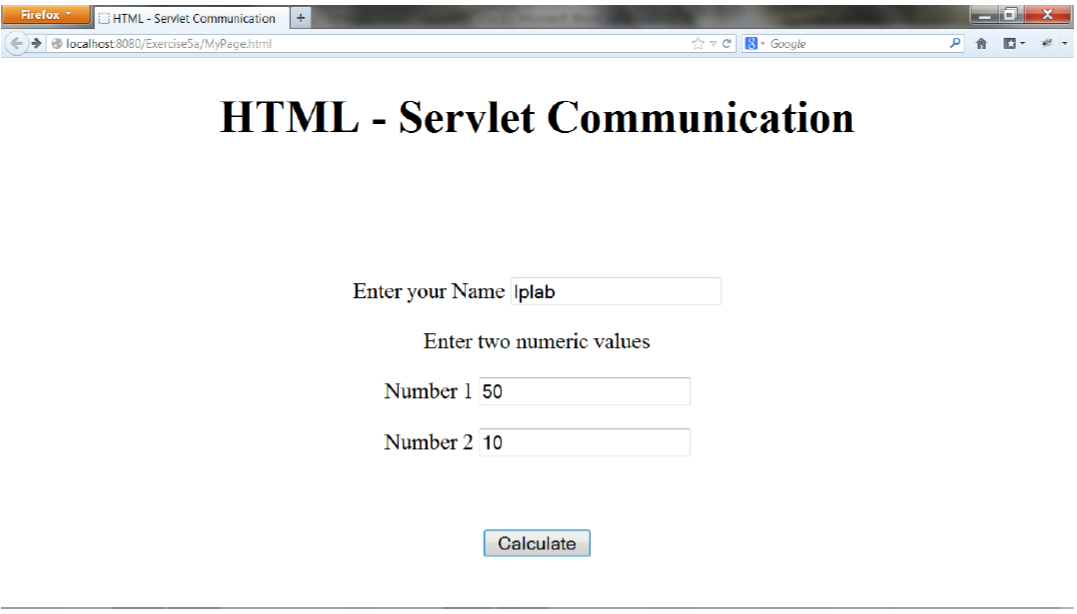 Firefox
HTML - Servlet Communication
localhost:8080/Exercise5a/MyPage.html
Google
HTML - Servlet Communication
Enter your Name lplab
Enter two numeric values
Number 1 50
Number 2 10
Calculate